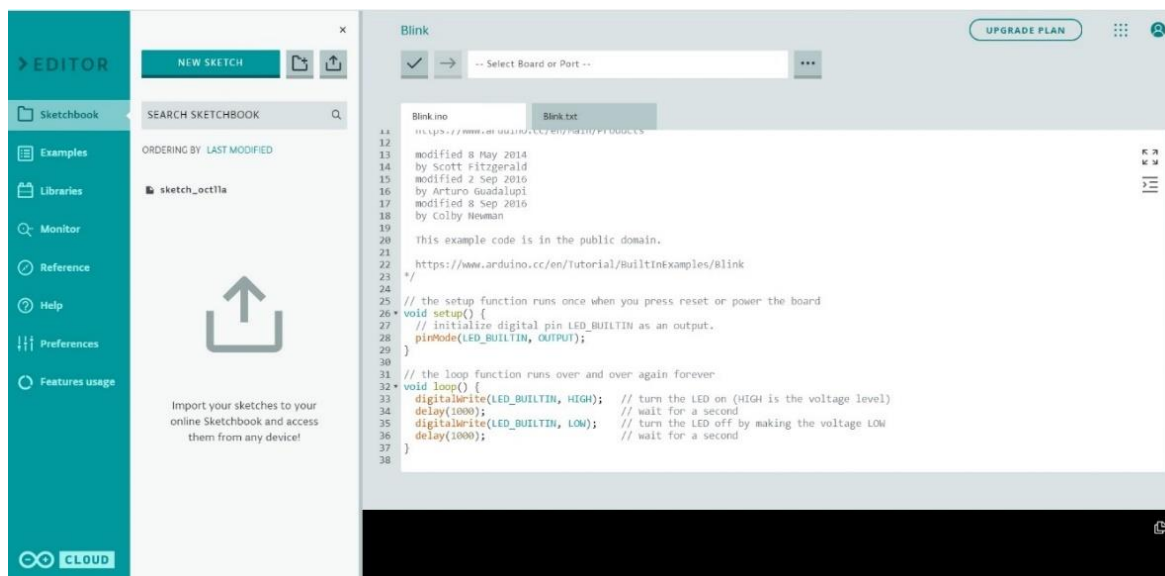 >EDITOR
Sketchbook
Examples
Libraries
Monitor
Reference
Help
Preferences
Features usage
CLOUD
×
NEW SKETCH
SEARCH SKETCHBOOK
ORDERING BY LAST MODIFIED
sketch_oct11a
Import your sketches to your
online Sketchbook and access
them from any device!
Blink
UPGRADE PLAN
-- Select Board or Port --
Blink.ino
Blink.txt
11 https://www.arduino.cc/en/Main/Products
12
13 modified 8 May 2014
14 by Scott Fitzgerald
15 modified 2 Sep 2016
16 by Arturo Guadalupi
17 modified 8 Sep 2016
18 by Colby Newman
19
20 This example code is in the public domain.
21
22 https://www.arduino.cc/en/Tutorial/BuiltInExamples/Blink
23 */
24
25 // the setup function runs once when you press reset or power the board
26 void setup() {
27 // initialize digital pin LED_BUILTIN as an output.
28 pinMode(LED_BUILTIN, OUTPUT);
29 }
30
31 // the loop function runs over and over again forever
32 void loop() {
33 digitalWrite(LED_BUILTIN, HIGH); // turn the LED on (HIGH is the voltage level)
34 delay(1000); // wait for a second
35 digitalWrite(LED_BUILTIN, LOW); // turn the LED off by making the voltage LOW
36 delay(1000); // wait for a second
37 }
38